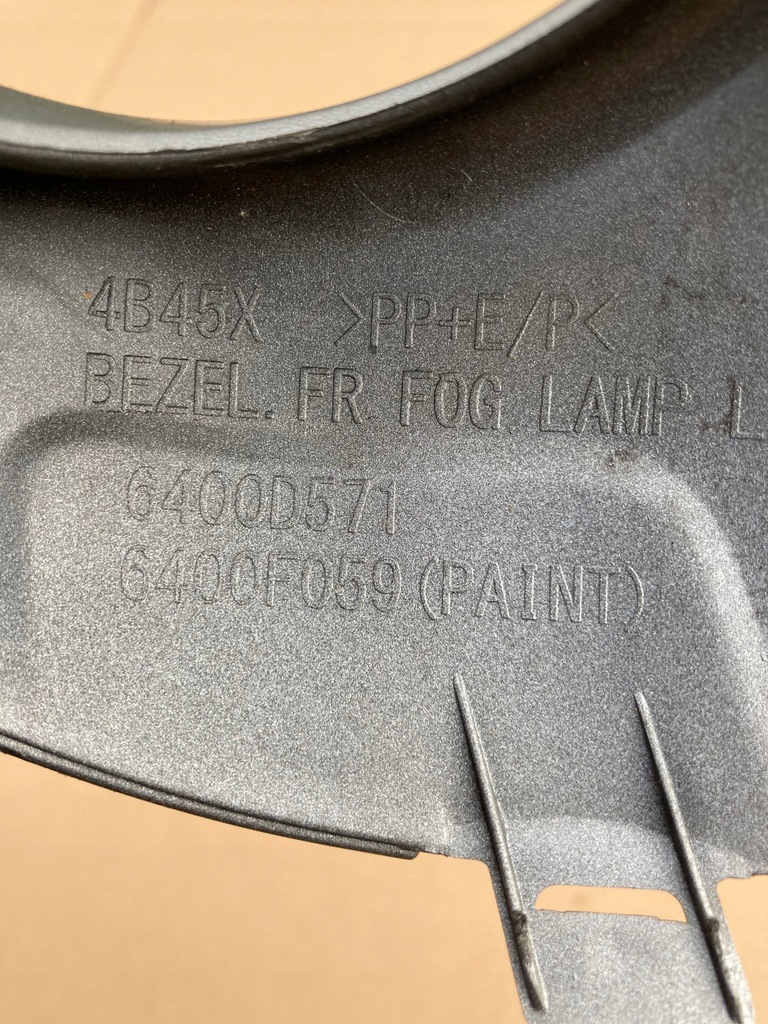 4B45X >PP+E/P<
BEZEL. FR. FOG LAMP L
6400D571
6400F059(PAINT)